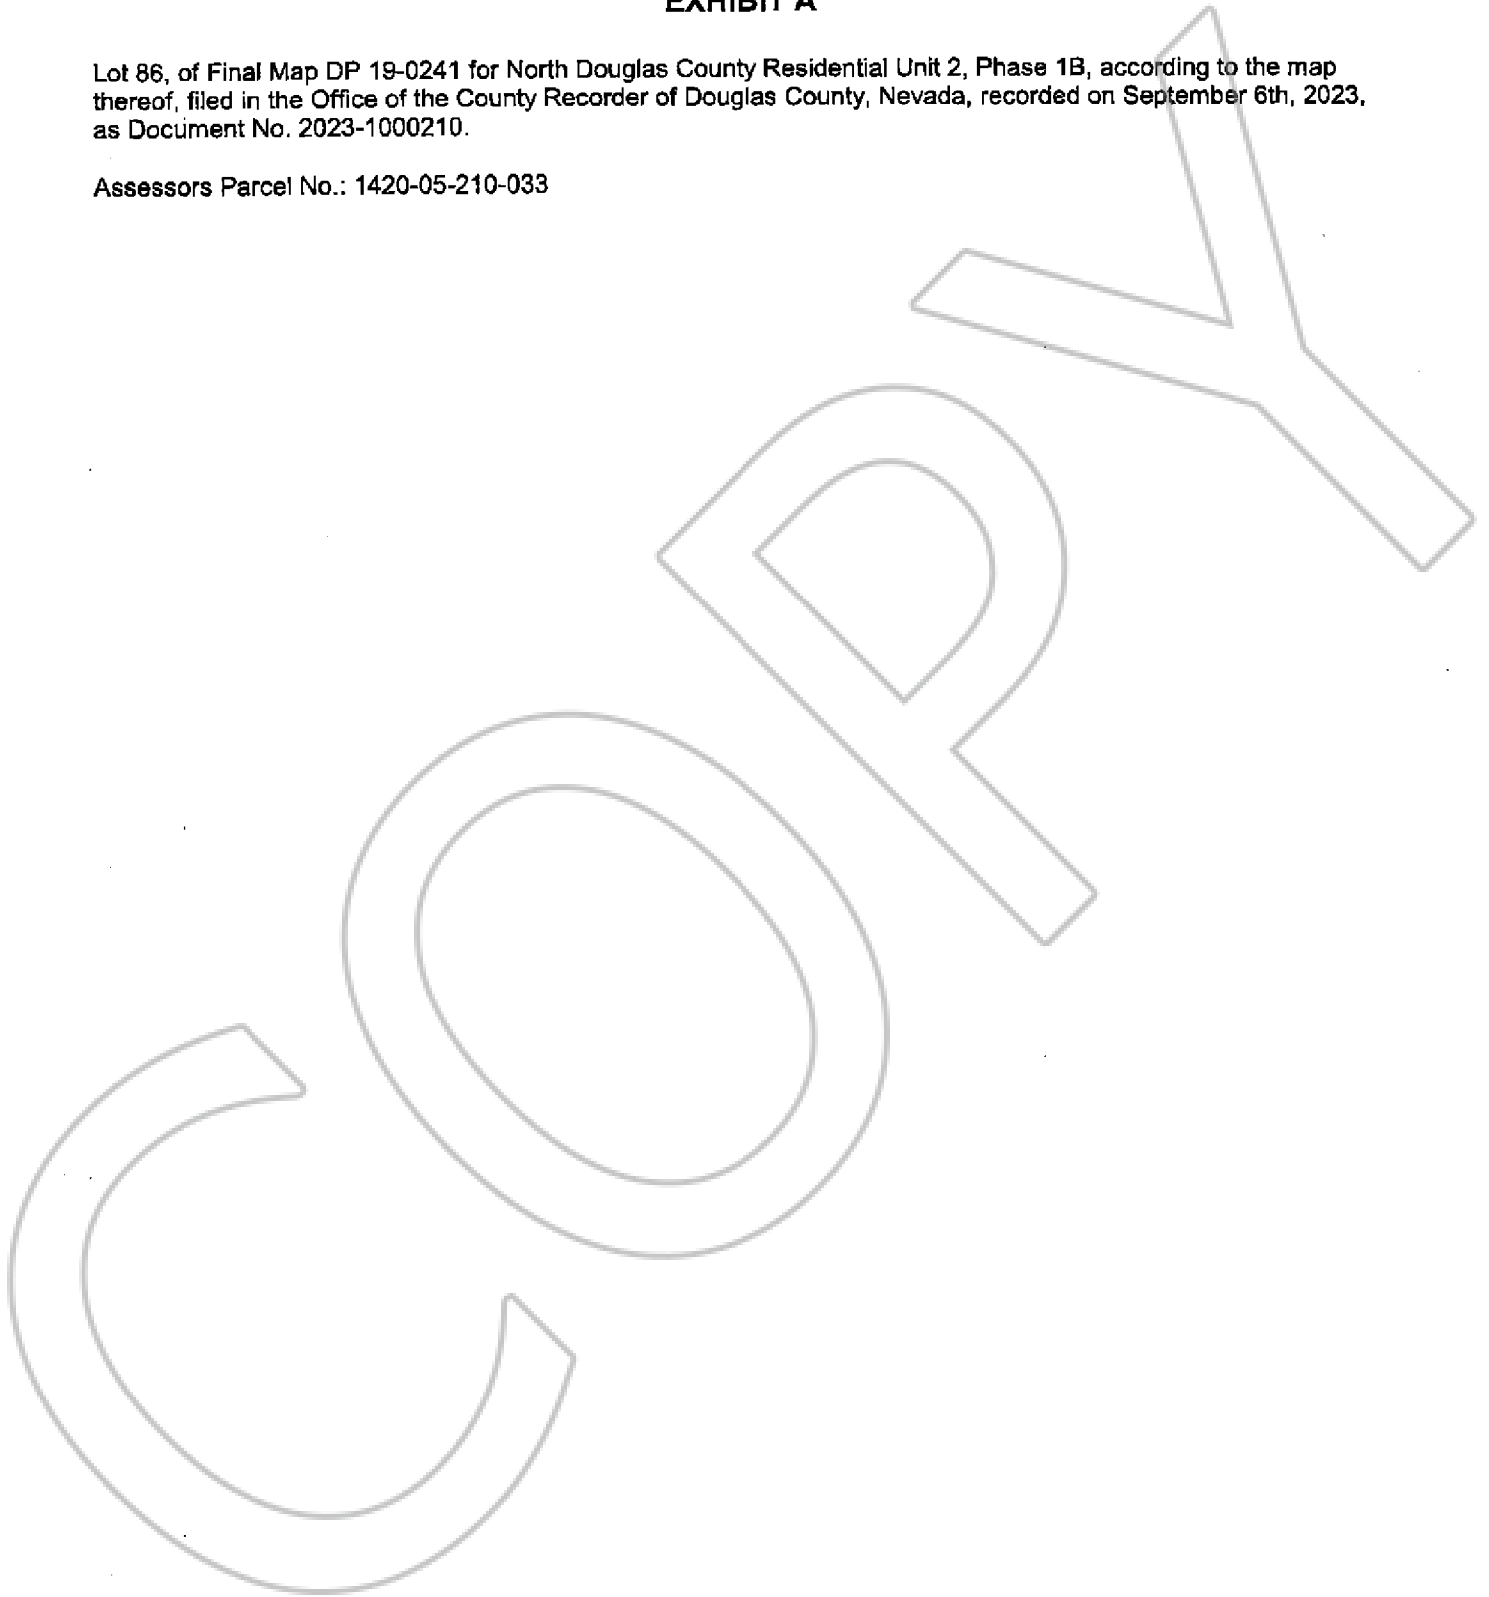 EXHIBIT A
Lot 86, of Final Map DP 19-0241 for North Douglas County Residential Unit 2, Phase 1B, according to the map
thereof, filed in the Office of the County Recorder of Douglas County, Nevada, recorded on September 6th, 2023,
as Document No. 2023-1000210.
Assessors Parcel No.: 1420-05-210-033
COPY